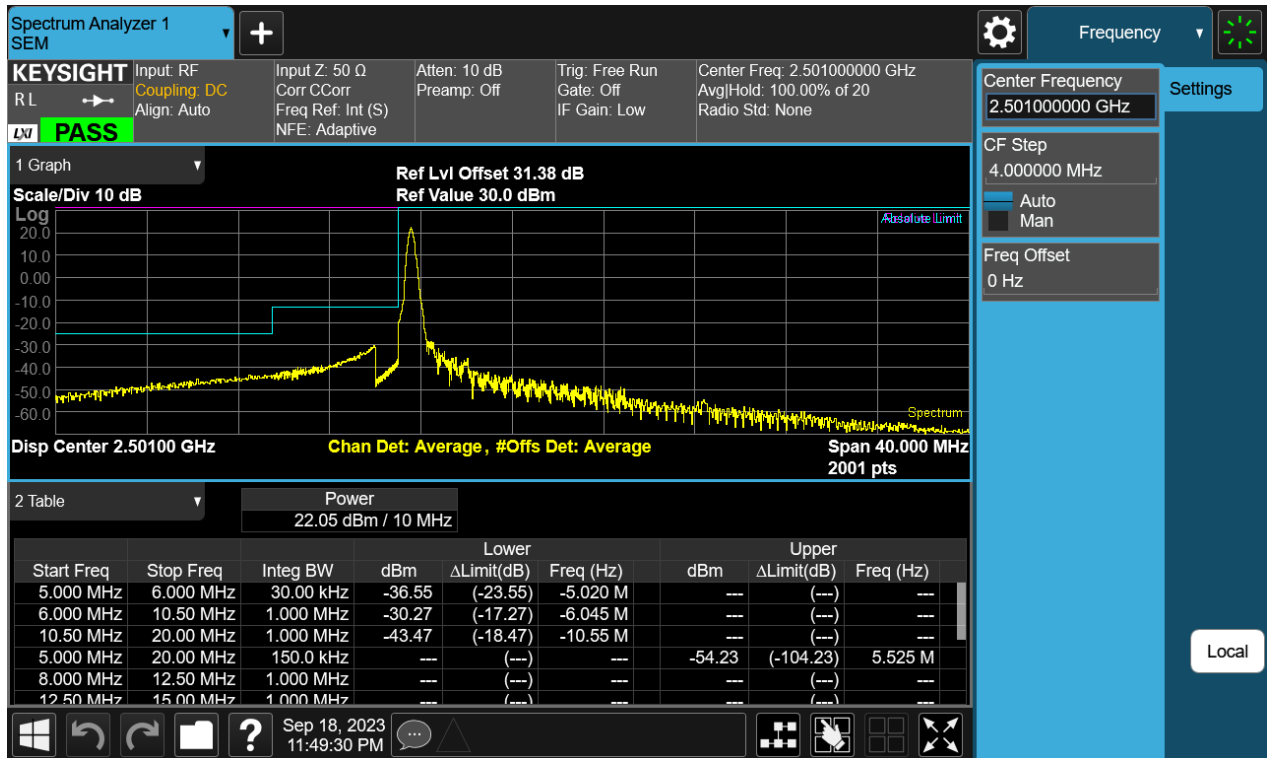 Spectrum Analyzer 1
SEM
Frequency
KEYSIGHT
RL
LXI
PASS
Input: RF
Coupling: DC
Align: Auto
Input Z: 50 Ω
Corr CCorr
Freq Ref: Int (S)
NFE: Adaptive
Atten: 10 dB
Preamp: Off
Trig: Free Run
Gate: Off
IF Gain: Low
Center Freq: 2.501000000 GHz
Avg|Hold: 100.00% of 20
Radio Std: None
Center Frequency
2.501000000 GHz
Settings
CF Step
4.000000 MHz
Auto
Man
Freq Offset
0 Hz
Local
1 Graph
Scale/Div 10 dB
Ref Lvl Offset 31.38 dB
Ref Value 30.0 dBm
Log
20.0
10.0
0.00
-10.0
-20.0
-30.0
-40.0
-50.0
-60.0
Limit
Spectrum
Disp Center 2.50100 GHz
Chan Det: Average, #Offs Det: Average
Span 40.000 MHz
2001 pts
2 Table
Power
22.05 dBm / 10 MHz
Lower Upper
Start Freq Stop Freq Integ BW dBm ΔLimit(dB) Freq (Hz) dBm ΔLimit(dB) Freq (Hz)
5.000 MHz 6.000 MHz 30.00 kHz -36.55 (-23.55) -5.020 M --- (---) ---
6.000 MHz 10.50 MHz 1.000 MHz -30.27 (-17.27) -6.045 M --- (---) ---
10.50 MHz 20.00 MHz 1.000 MHz -43.47 (-18.47) -10.55 M --- (---) ---
5.000 MHz 20.00 MHz 150.0 kHz --- (---) --- -54.23 (-104.23) 5.525 M
8.000 MHz 12.50 MHz 1.000 MHz --- (---) --- --- (---) ---
12.50 MHz 15.00 MHz 1.000 MHz --- (---) --- --- (---) ---
Sep 18, 2023
11:49:30 PM